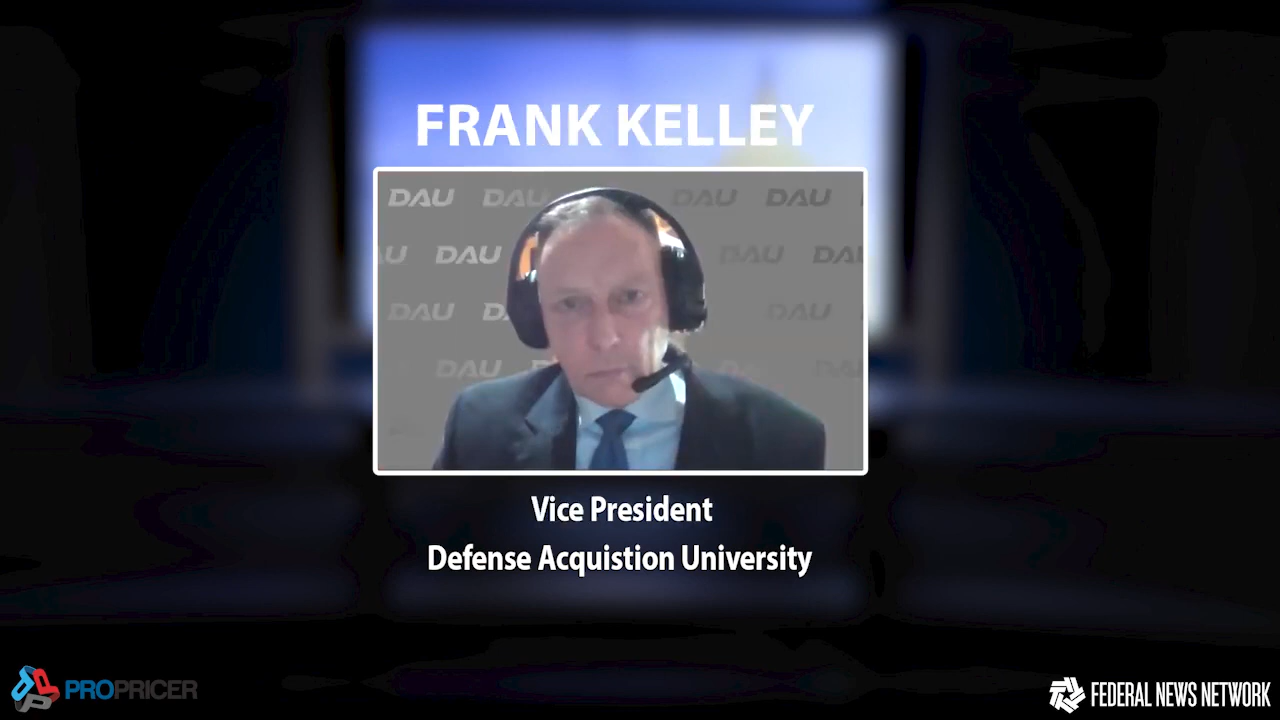 FRANK KELLEY
DAU DAU DAU DAU
DAU DAU DAU DAU
DAU DAU
DAU
Vice President
Defense Acquistion University
PROPRICER
FEDERAL NEWS NETWORK